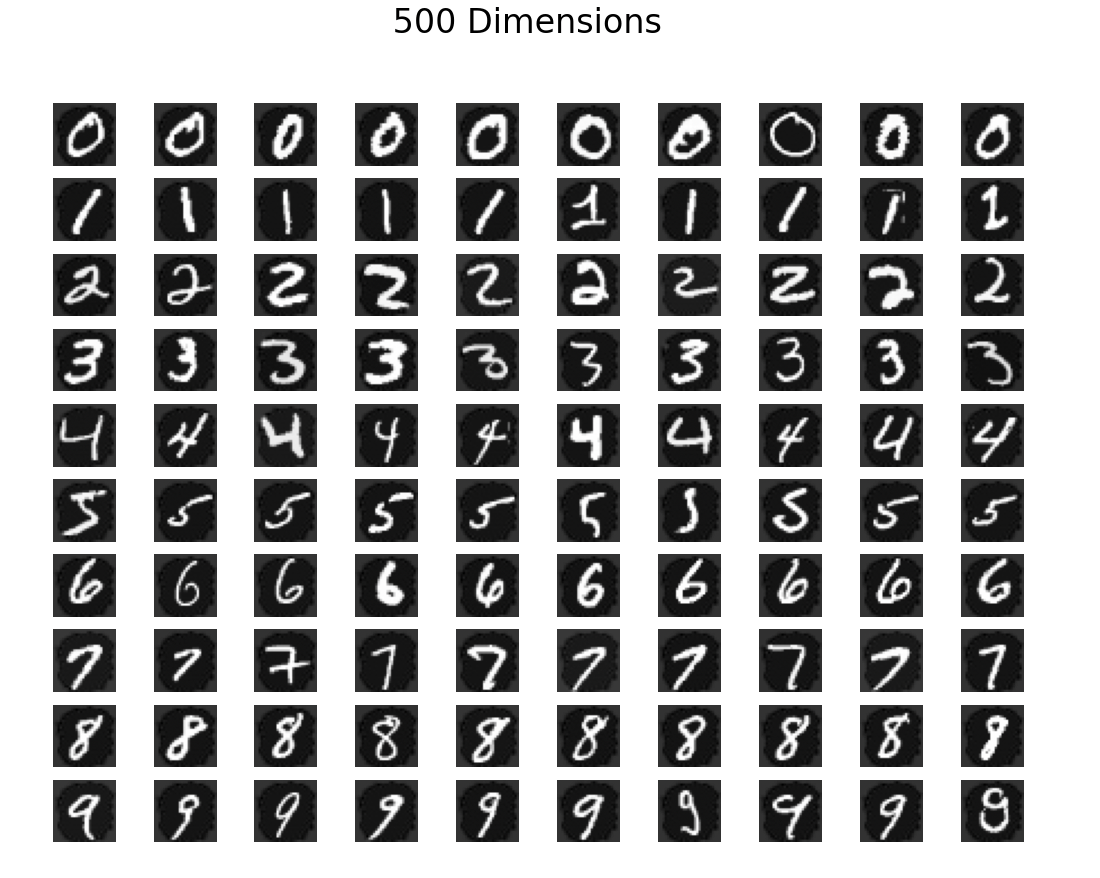 500 Dimensions
0 0 0 0 0 0 0 0 0 0
1 1 1 1 1 1 1 1 1 1
2 2 2 2 2 2 2 2 2 2
3 3 3 3 3 3 3 3 3 3
4 4 4 4 4 4 4 4 4 4
5 5 5 5 5 5 5 5 5 5
6 6 6 6 6 6 6 6 6 6
7 7 7 7 7 7 7 7 7 7
8 8 8 8 8 8 8 8 8 8
9 9 9 9 9 9 9 9 9 9